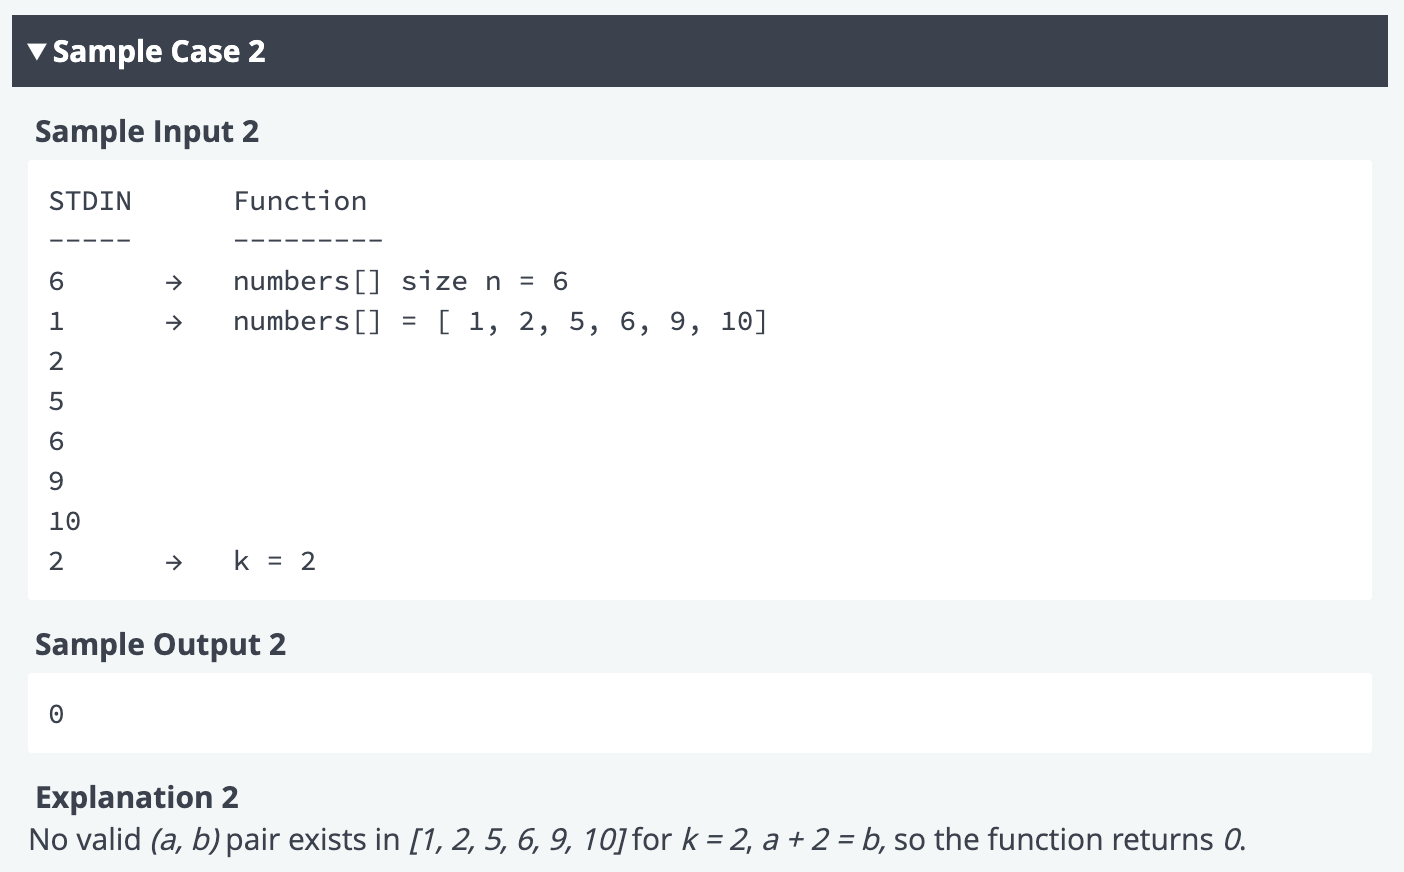 ▼ Sample Case 2
Sample Input 2
STDIN      Function
-----      ---------
6      →   numbers[] size n = 6
1      →   numbers[] = [ 1, 2, 5, 6, 9, 10]
2
5
6
9
10
2      →   k = 2
Sample Output 2
0
Explanation 2
No valid (a, b) pair exists in [1, 2, 5, 6, 9, 10] for k = 2, a + 2 = b, so the function returns 0.